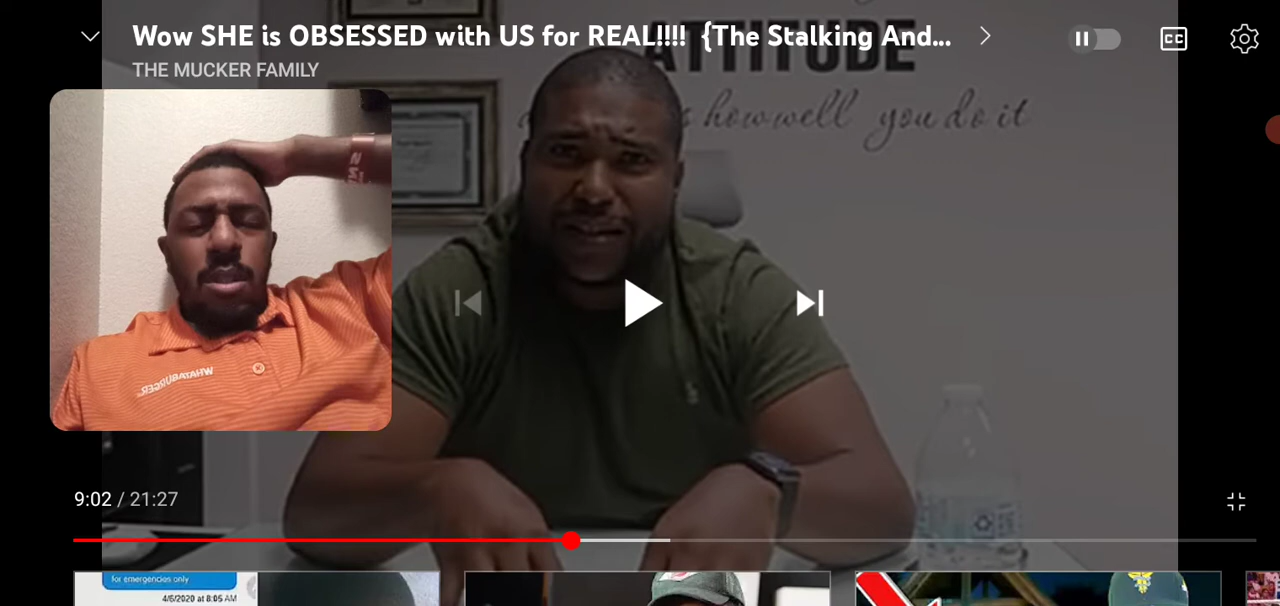 Wow SHE is OBSESSED with US for REAL!!!! {The Stalking And...
THE MUCKER FAMILY
CC
ATTITUDE
how well you do it
WHATABURGER
9:02 / 21:27
for emergencies only
4/6/2020 at 8:05 AM